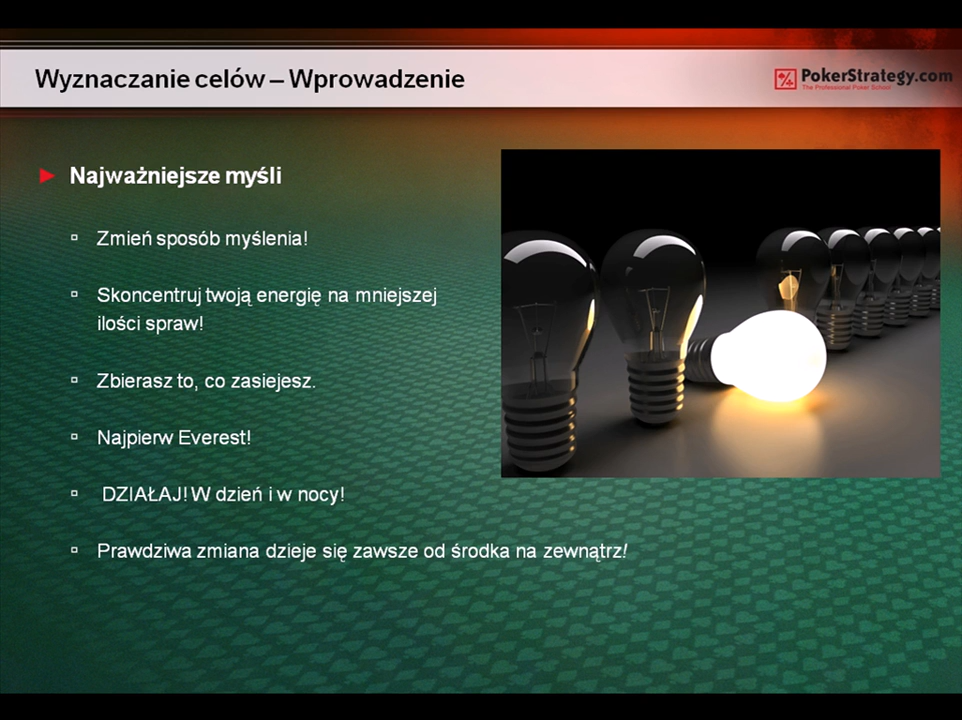 Wyznaczanie celów – Wprowadzenie
PokerStrategy.com
The Professional Poker School
Najważniejsze myśli
Zmień sposób myślenia!
Skoncentruj twoją energię na mniejszej
ilości spraw!
Zbierasz to, co zasiejesz.
Najpierw Everest!
DZIAŁAJ! W dzień i w nocy!
Prawdziwa zmiana dzieje się zawsze od środka na zewnątrz!